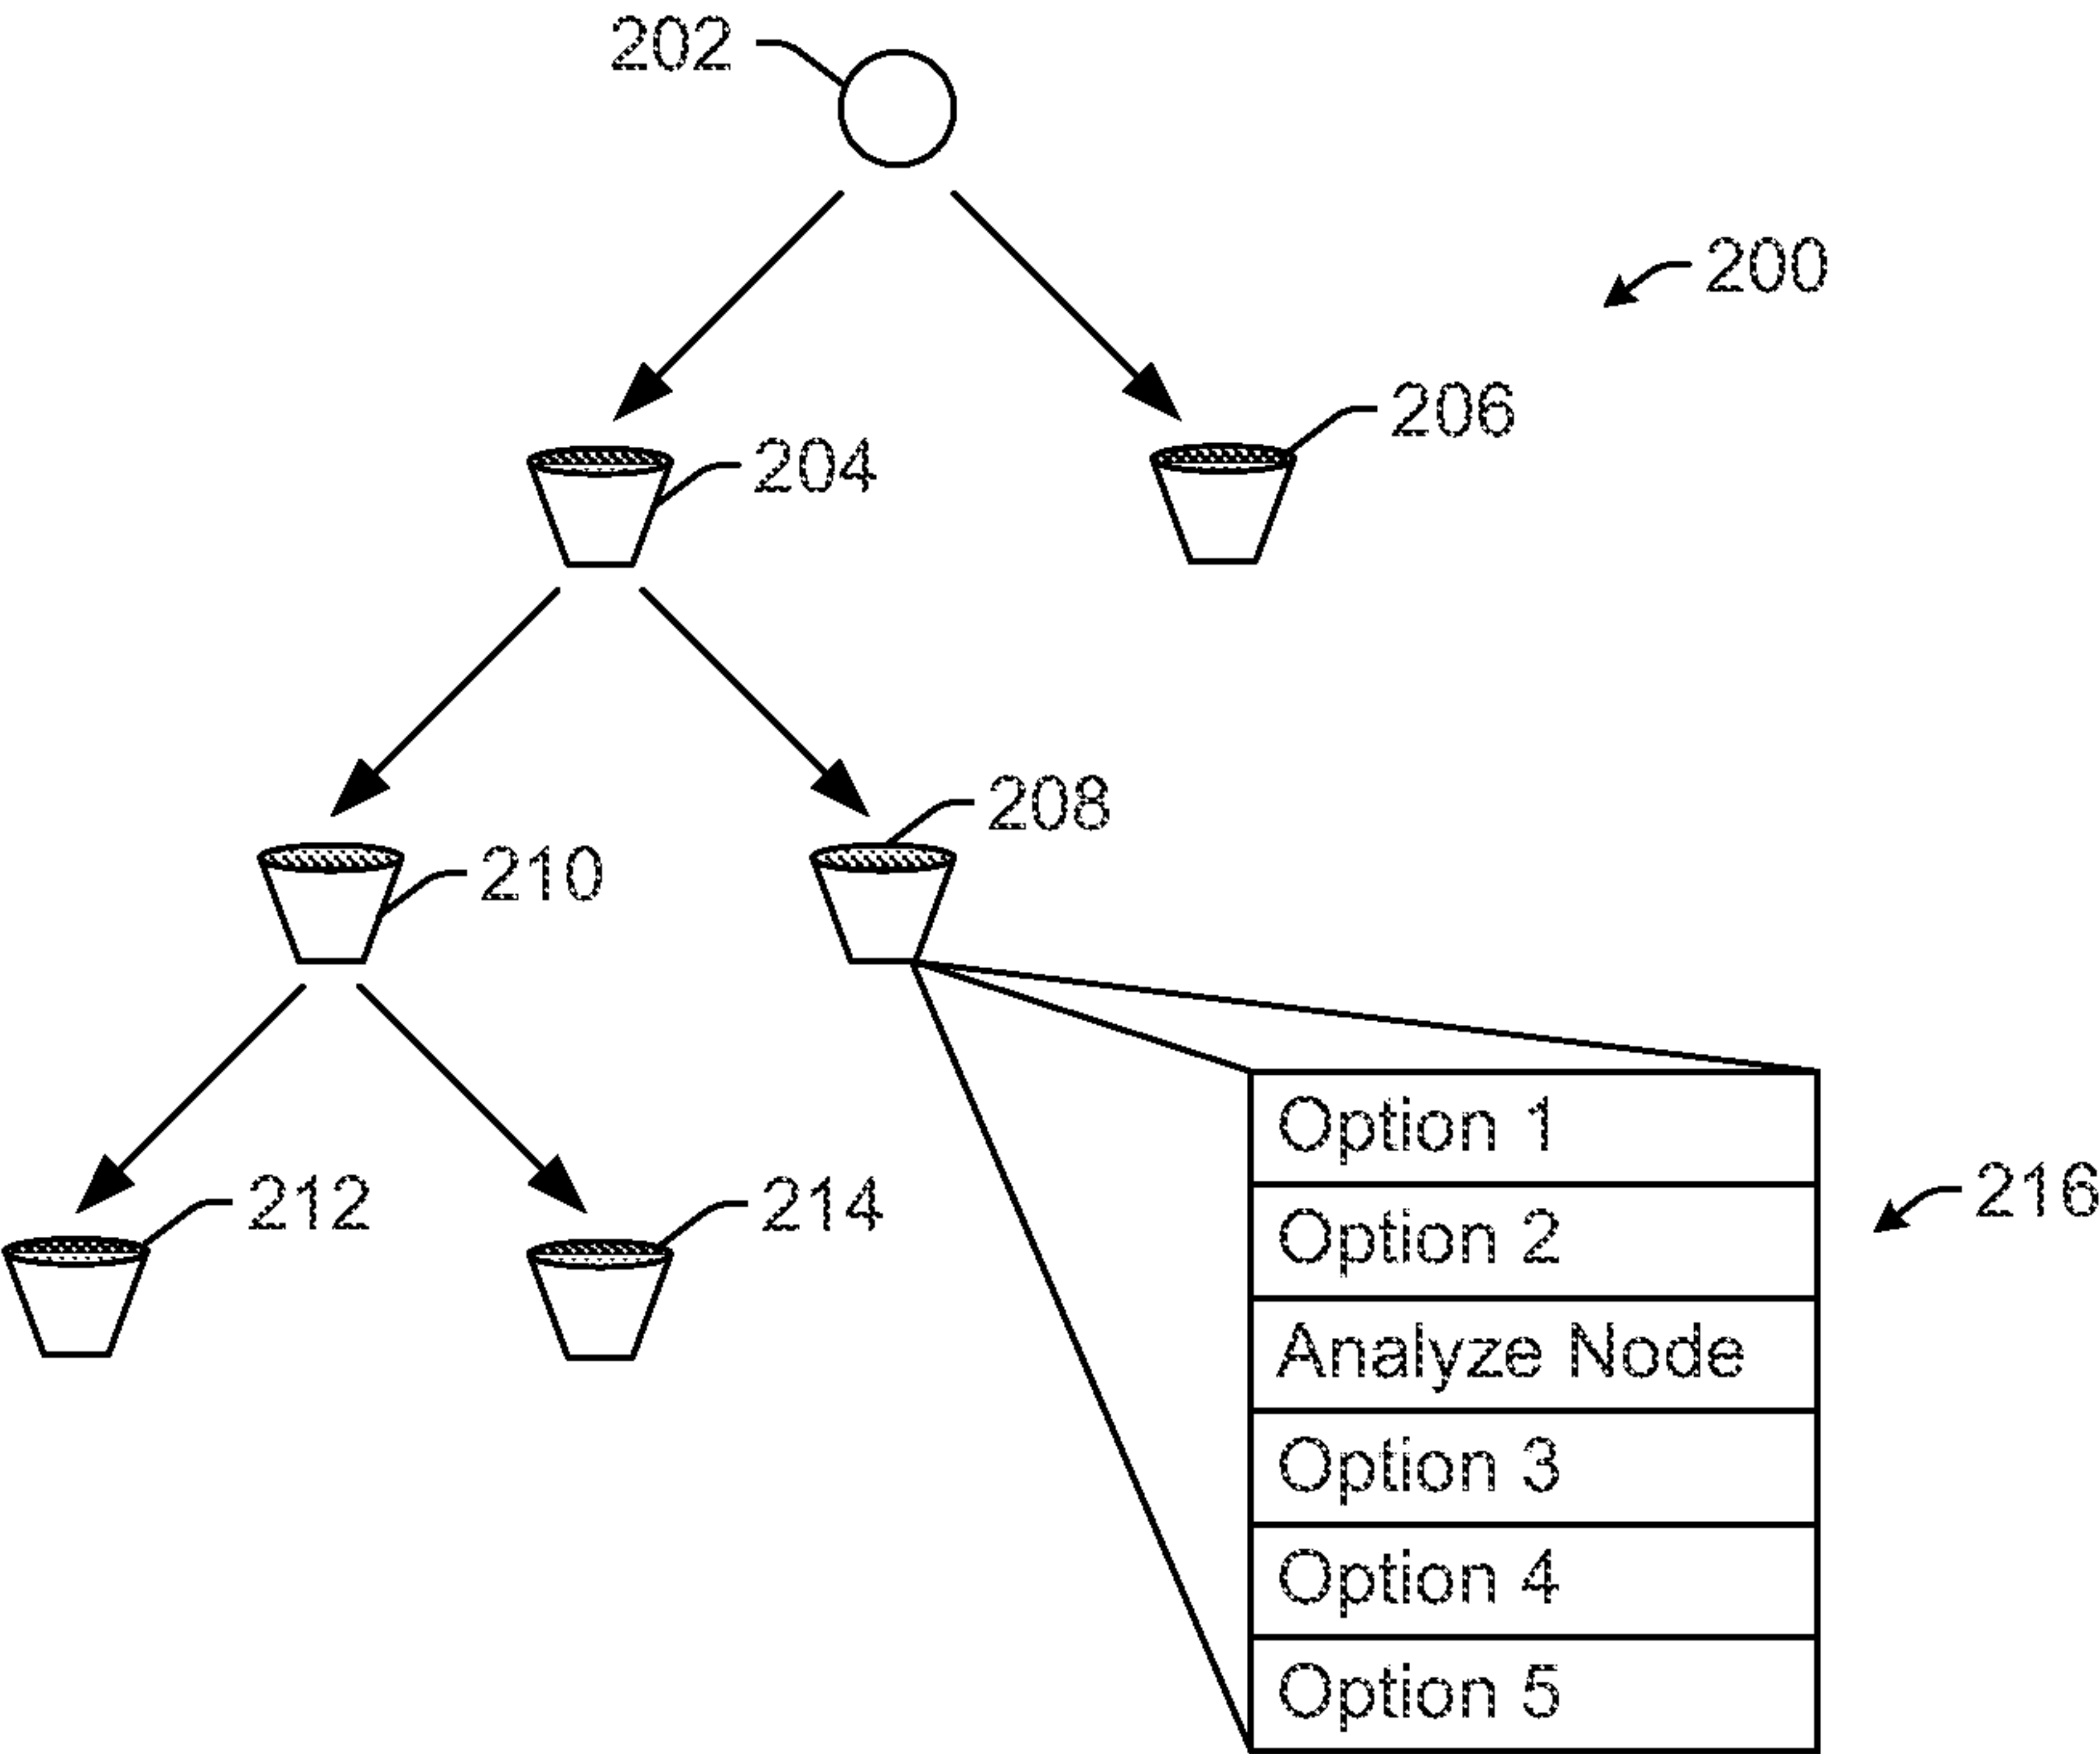 202
200
206
204
208
210
Option 1
212
214
216
Option 2
Analyze Node
Option 3
Option 4
Option 5